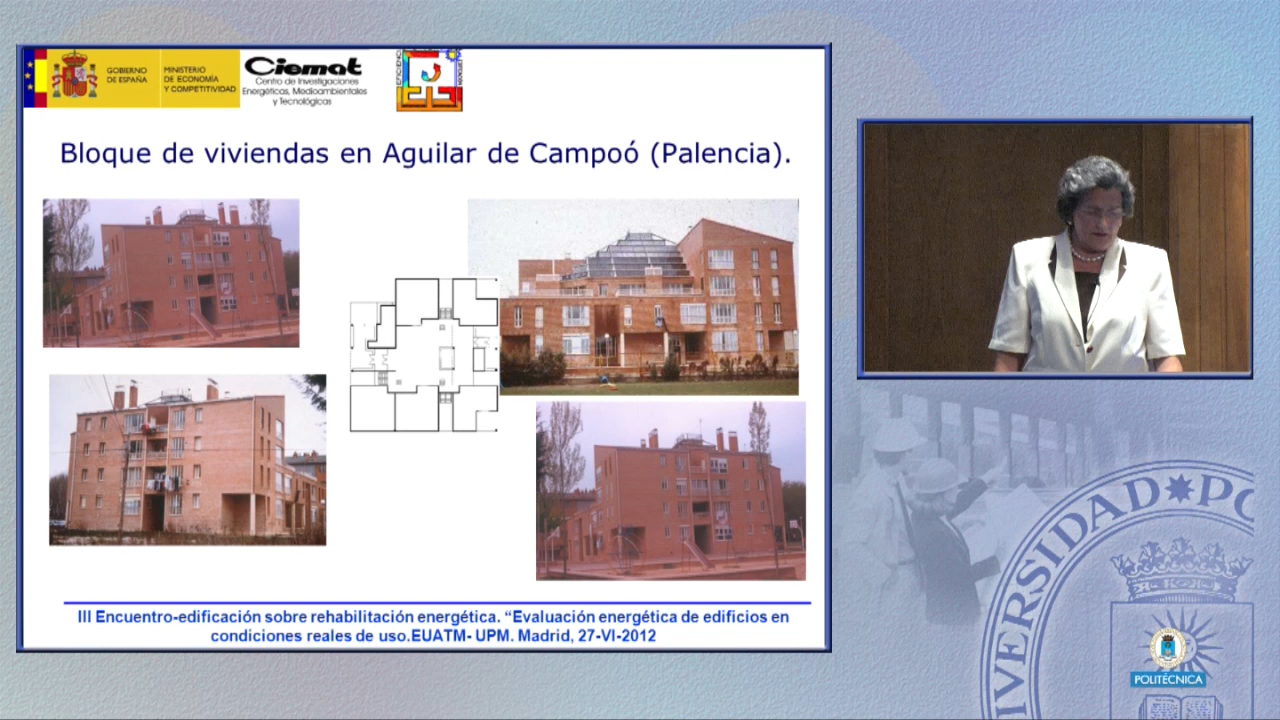 GOBIERNO
DE ESPAÑA
MINISTERIO
DE ECONOMÍA
Y COMPETITIVIDAD
Ciemat
Centro de Investigaciones
Energéticas, Medioambientales
y Tecnológicas
Bloque de viviendas en Aguilar de Campoó (Palencia).
III Encuentro-edificación sobre rehabilitación energética. “Evaluación energética de edificios en
condiciones reales de uso.EUATM- UPM. Madrid, 27-VI-2012
IVERSIDAD PO
POLITÉCNICA